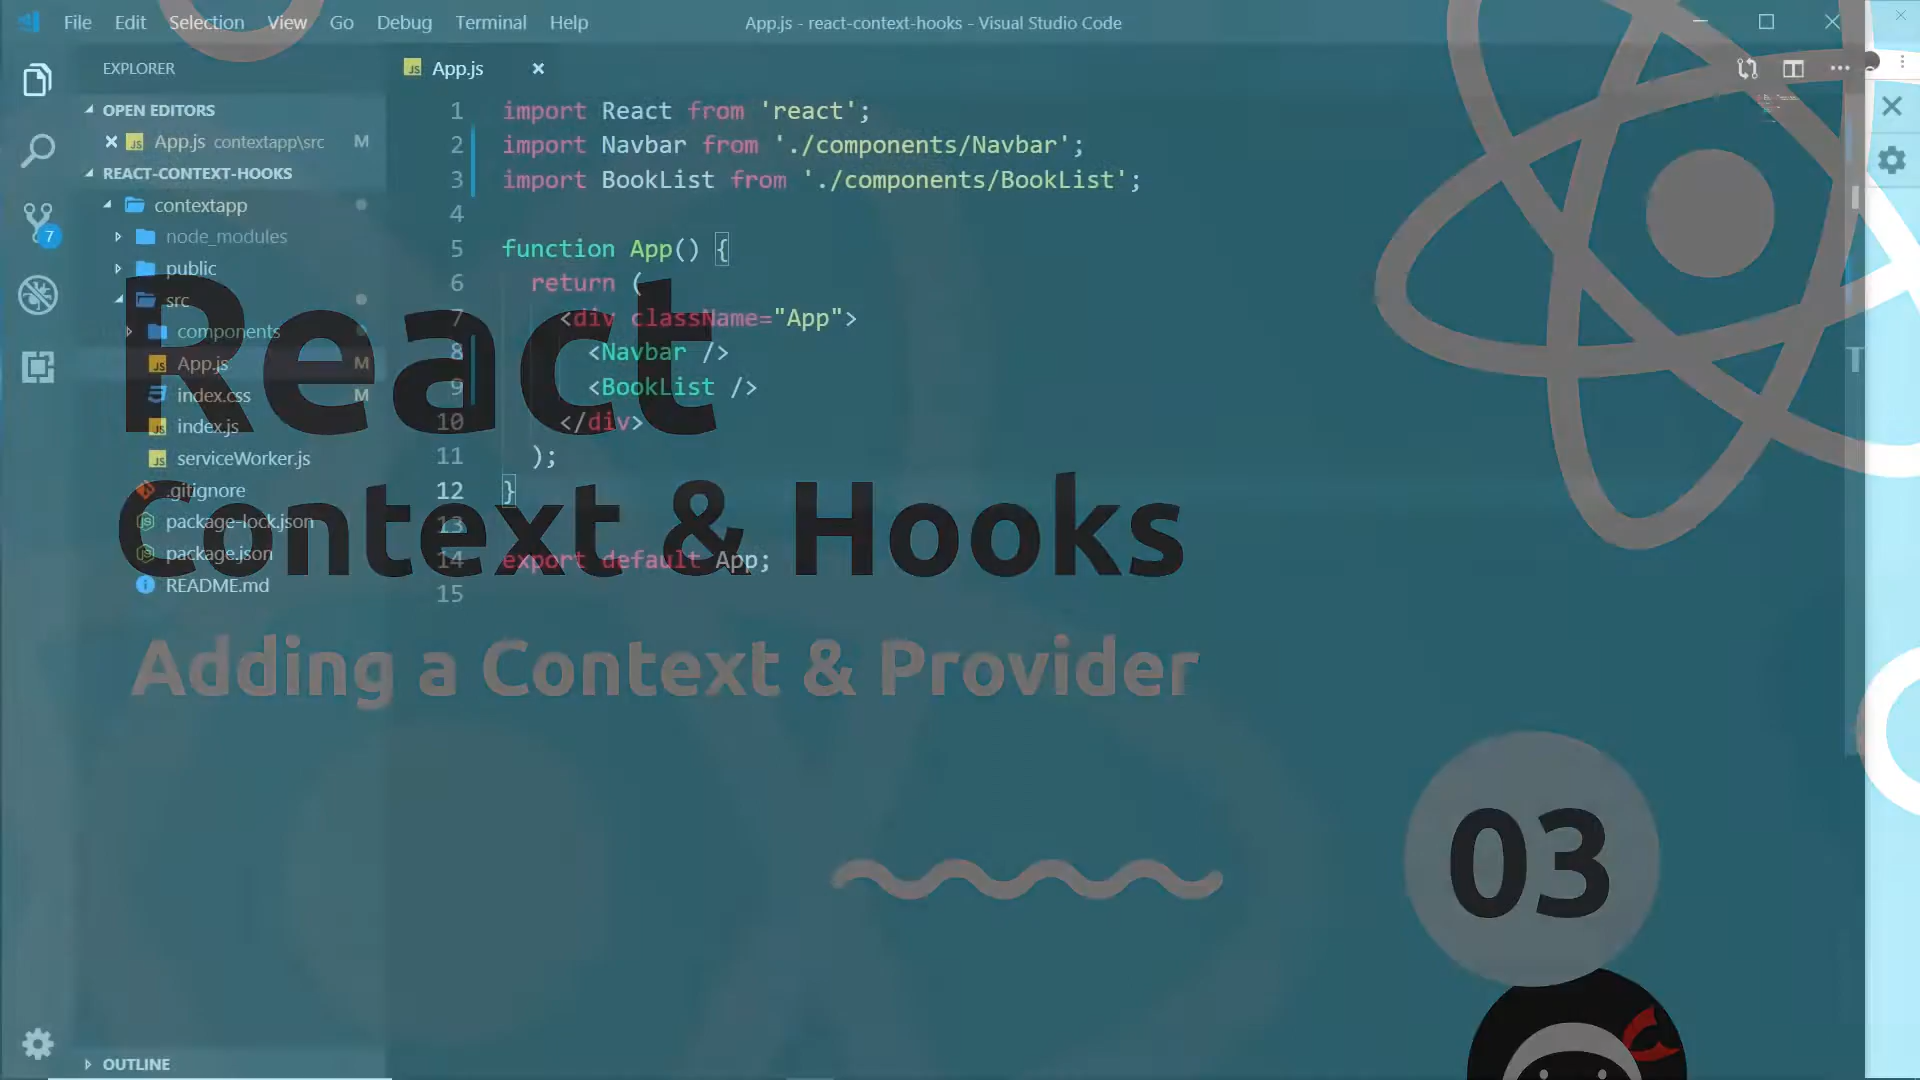 File Edit Selection View Go Debug Terminal Help
App.js - react-context-hooks - Visual Studio Code
EXPLORER
OPEN EDITORS
App.js contextapp\src M
REACT-CONTEXT-HOOKS
contextapp
node_modules
public
src
components
App.js M
index.css M
index.js
serviceWorker.js
.gitignore
package-lock.json
package.json
README.md
OUTLINE
7
App.js
1 import React from 'react';
2 import Navbar from './components/Navbar';
3 import BookList from './components/BookList';
4
5 function App() {
6 return (
7 <div className="App">
8 <Navbar />
9 <BookList />
10 </div>
11 );
12 }
13
14 export default App;
15
React
Context & Hooks
Adding a Context & Provider
03